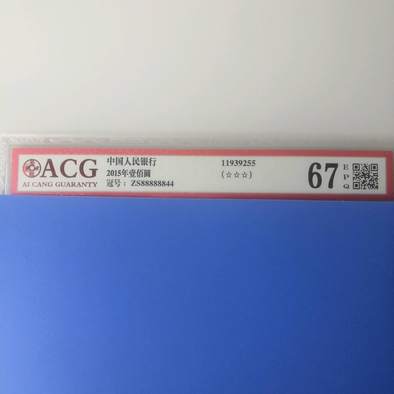 ACG
AI CANG GUARANTY
中国人民银行
2015年壹佰圆
冠号：ZS88888844
11939255
(☆☆☆)
67
EPQ